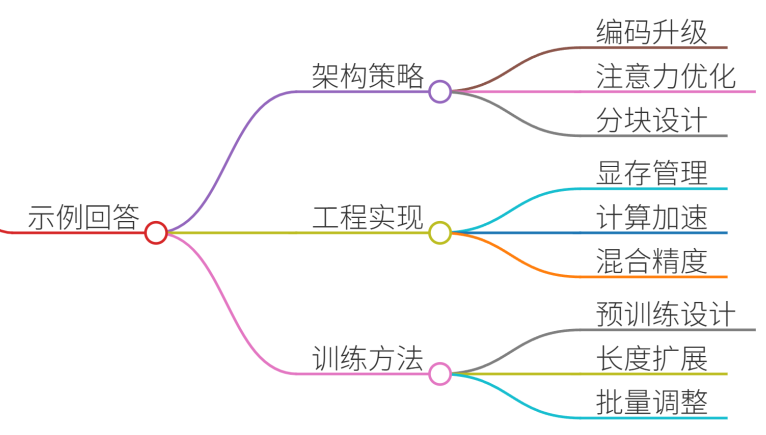 示例回答
架构策略
编码升级
注意力优化
分块设计
工程实现
显存管理
计算加速
混合精度
训练方法
预训练设计
长度扩展
批量调整